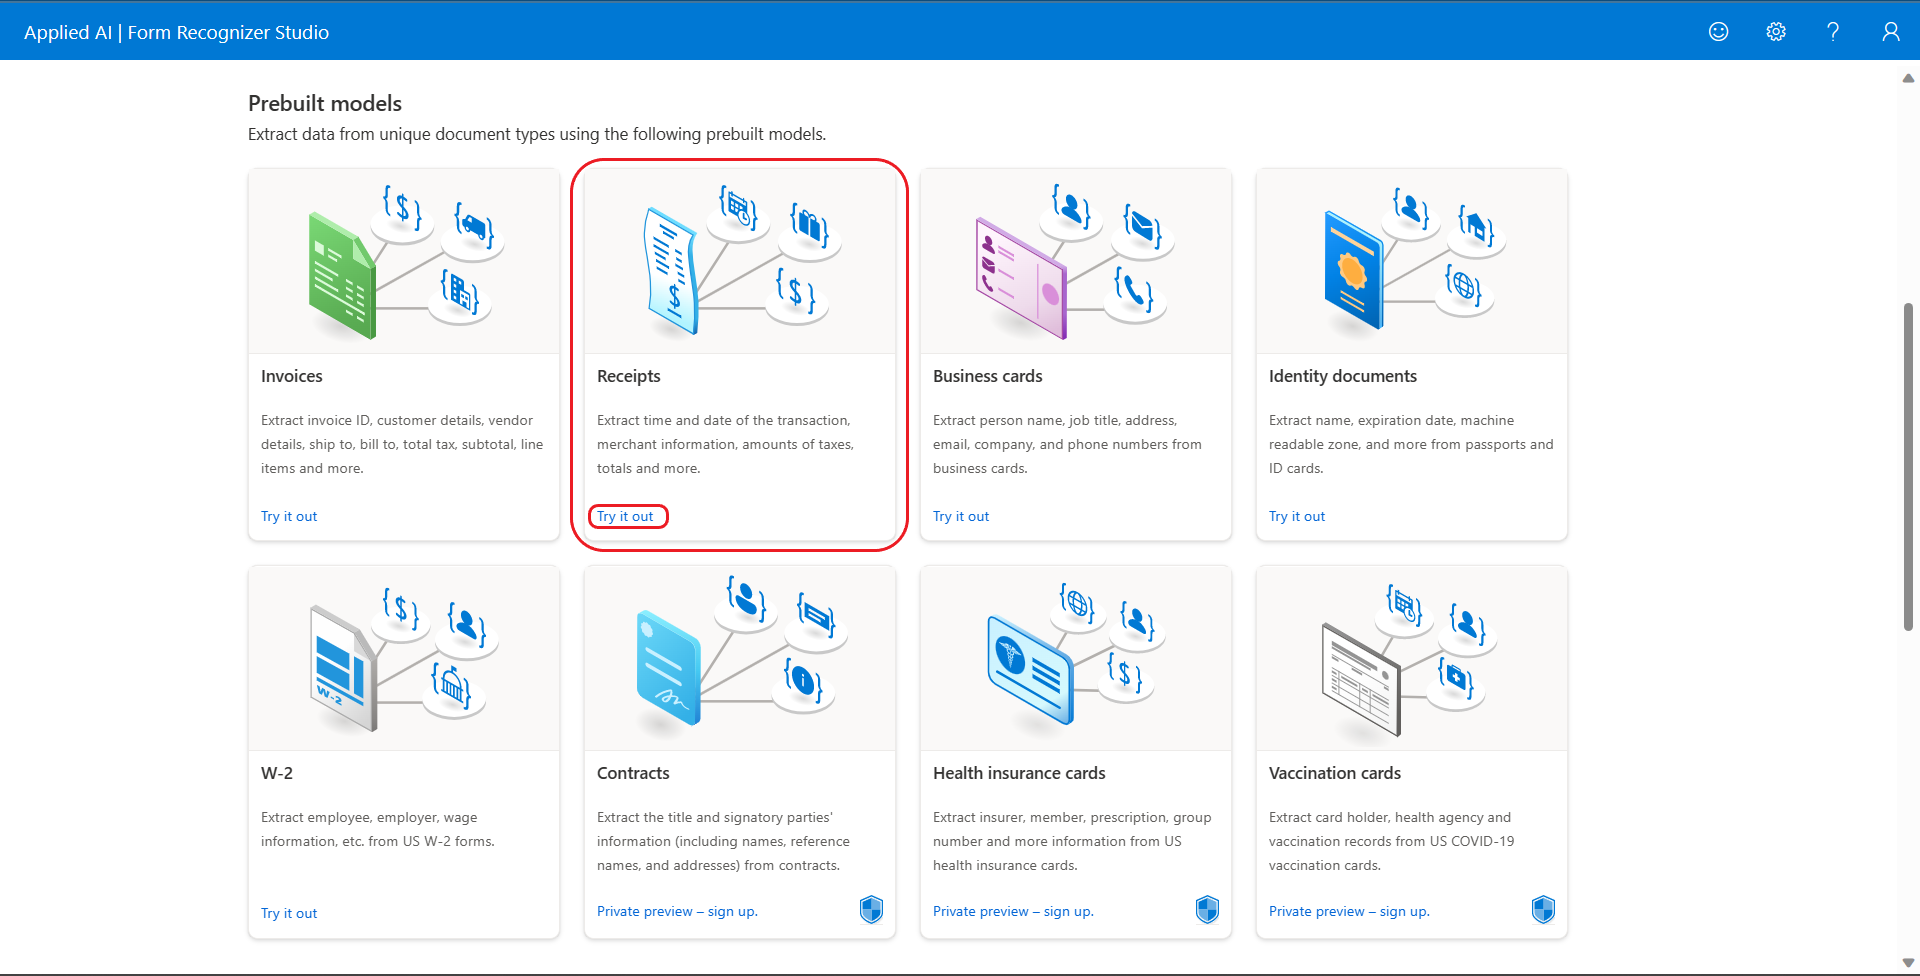 Applied AI | Form Recognizer Studio
Prebuilt models
Extract data from unique document types using the following prebuilt models.
Invoices
Extract invoice ID, customer details, vendor
details, ship to, bill to, total tax, subtotal, line
items and more.
Try it out
Receipts
Extract time and date of the transaction,
merchant information, amounts of taxes,
totals and more.
Try it out
Business cards
Extract person name, job title, address,
email, company, and phone numbers from
business cards.
Try it out
Identity documents
Extract name, expiration date, machine
readable zone, and more from passports and
ID cards.
Try it out
W-2
W-2
Extract employee, employer, wage
information, etc. from US W-2 forms.
Try it out
Contracts
Extract the title and signatory parties'
information (including names, reference
names, and addresses) from contracts.
Private preview – sign up.
Health insurance cards
Extract insurer, member, prescription, group
number and more information from US
health insurance cards.
Private preview – sign up.
Vaccination cards
Extract card holder, health agency and
vaccination records from US COVID-19
vaccination cards.
Private preview – sign up.